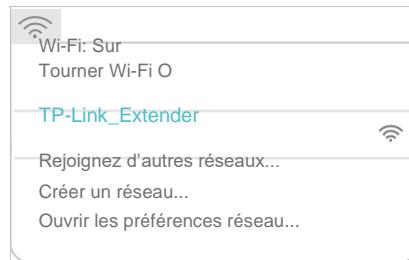 Wi-Fi: Sur
Tourner Wi-Fi O
TP-Link_Extender
Rejoignez d'autres réseaux...
Créer un réseau...
Ouvrir les préférences réseau...